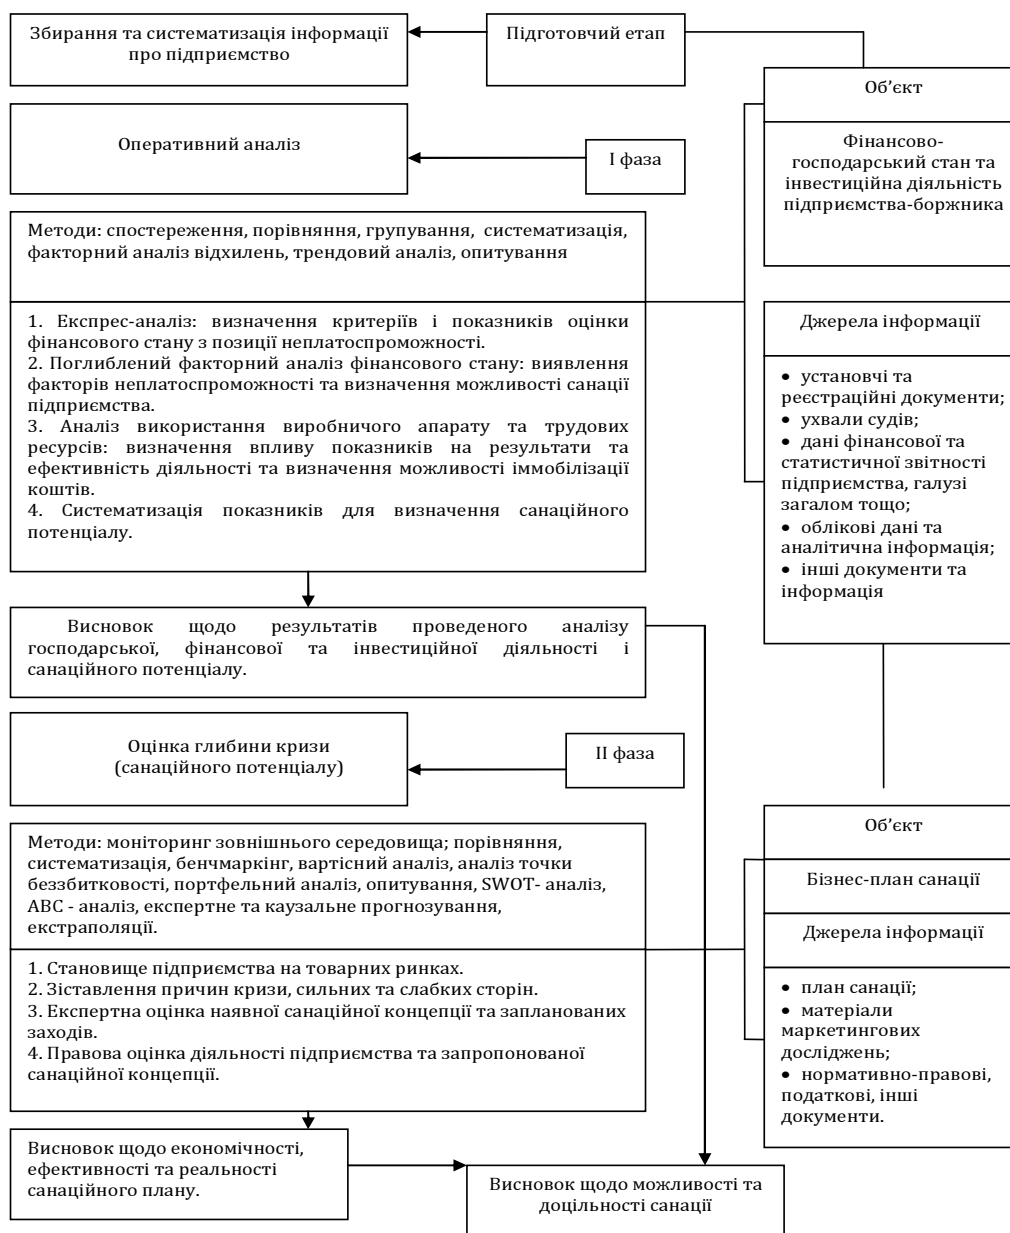 Збирання та систематизація інформації
про підприємство
Підготовчий етап
Об’єкт
Фінансово-
господарський стан та
інвестиційна діяльність
підприємства-боржника
Оперативний аналіз
І фаза
Методи: спостереження, порівняння, групування, систематизація,
факторний аналіз відхилень, трендовий аналіз, опитування
1. Експрес-аналіз: визначення критеріїв і показників оцінки
фінансового стану з позиції неплатоспроможності.
2. Поглиблений факторний аналіз фінансового стану: виявлення
факторів неплатоспроможності та визначення можливості санації
підприємства.
3. Аналіз використання виробничого апарату та трудових
ресурсів: визначення впливу показників на результати та
ефективність діяльності та визначення можливості іммобілізації
коштів.
4. Систематизація показників для визначення санаційного
потенціалу.
Джерела інформації
• установчі та
реєстраційні документи;
• ухвали судів;
• дані фінансової та
статистичної звітності
підприємства, галузі
загалом тощо;
• облікові дані та
аналітична інформація;
• інші документи та
інформація
Висновок щодо результатів проведеного аналізу
господарської, фінансової та інвестиційної діяльності і
санаційного потенціалу.
Оцінка глибини кризи
(санаційного потенціалу)
ІІ фаза
Методи: моніторинг зовнішнього середовища; порівняння,
систематизація, бенчмаркінг, вартісний аналіз, аналіз точки
беззбитковості, портфельний аналіз, опитування, SWOT- аналіз,
АВС - аналіз, експертне та каузальне прогнозування,
екстраполяції.
1. Становище підприємства на товарних ринках.
2. Зіставлення причин кризи, сильних та слабких сторін.
3. Експертна оцінка наявної санаційної концепції та запланованих
заходів.
4. Правова оцінка діяльності підприємства та запропонованої
санаційної концепції.
Об’єкт
Бізнес-план санації
Джерела інформації
• план санації;
• матеріали
маркетингових
досліджень;
• нормативно-правові,
податкові, інші
документи.
Висновок щодо економічності,
ефективності та реальності
санаційного плану.
Висновок щодо можливості та
доцільності санації